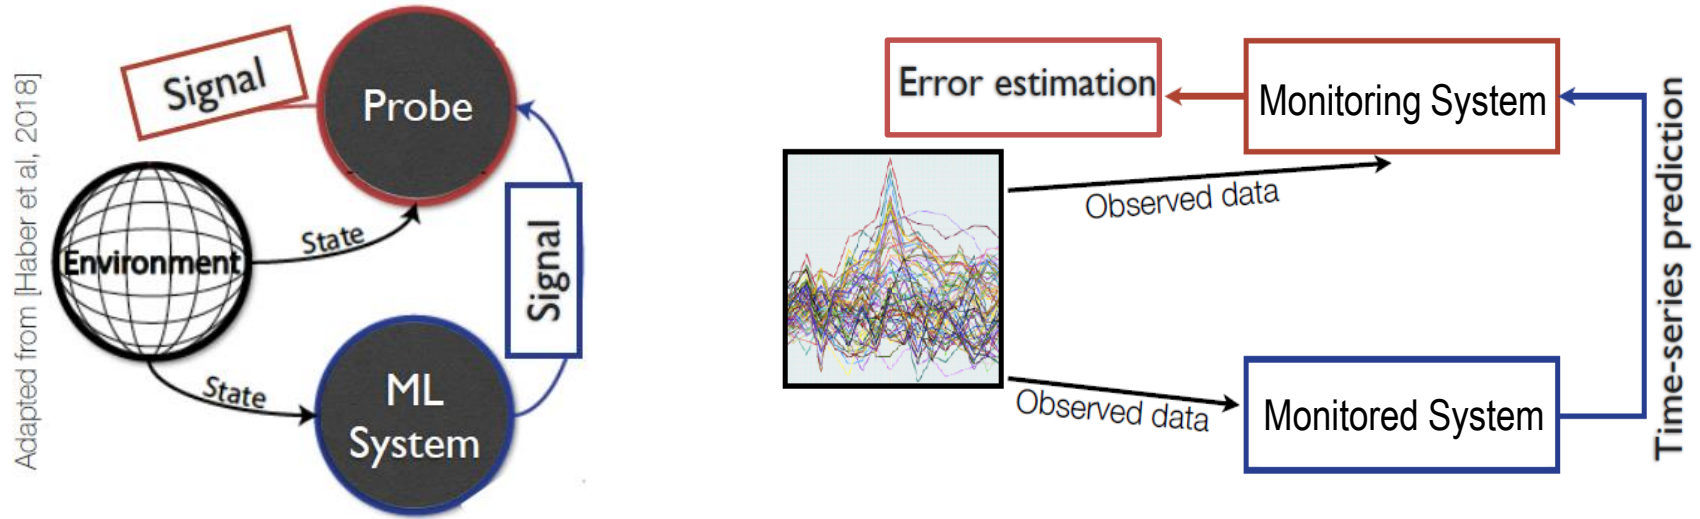 Adapted from [Haber et al, 2018]
Signal
Probe
Environment
State
State
Signal
ML
System
Error estimation
Monitoring System
Observed data
Observed data
Monitored System
Time-series prediction